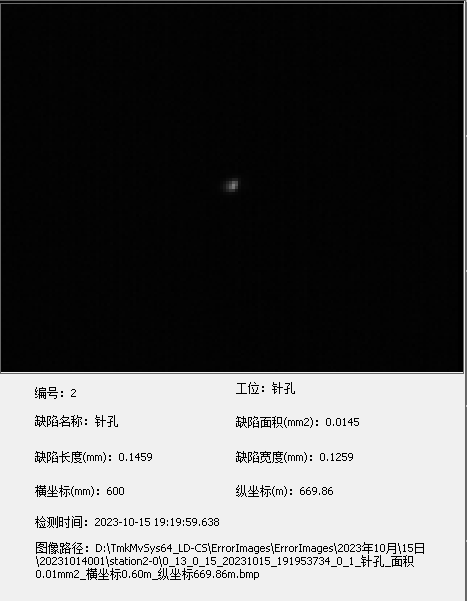 编号：2
工位：针孔
缺陷名称：针孔
缺陷面积(mm2)：0.0145
缺陷长度(mm)：0.1459
缺陷宽度(mm)：0.1259
横坐标(mm)：600
纵坐标(m)：669.86
检测时间：2023-10-15 19:19:59.638
图像路径：D:\TmkMvSys64_LD-CS\ErrorImages\ErrorImages\2023年10月\15日
\20231014001\station2-0\0_13_0_15_20231015_191953734_0_1_针孔_面积
0.01mm2_横坐标0.60m_纵坐标669.86m.bmp